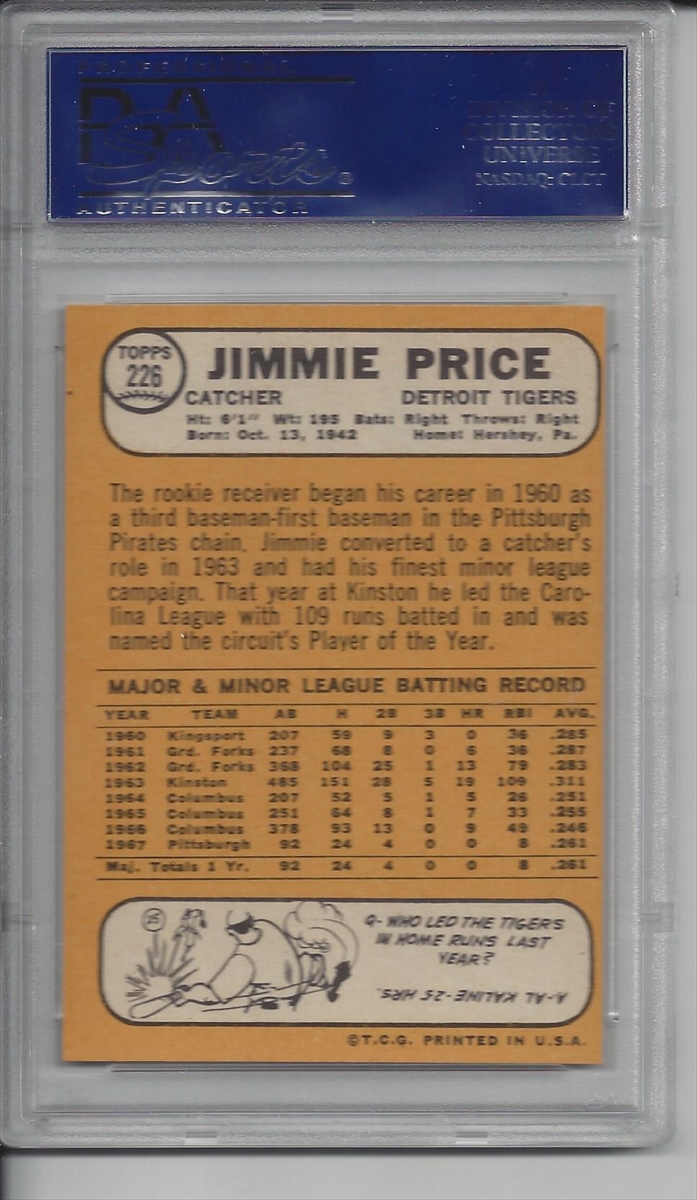 PROFESSIONAL
PSA
Sports®
AUTHENTICATOR
A
DIVISION OF
COLLECTORS
UNIVERSE
NASDAQ: CLCT
TOPPS
226
JIMMIE PRICE
CATCHER DETROIT TIGERS
Ht: 6'1" Wt: 195 Bats: Right Throws: Right
Born: Oct. 13, 1942 Home: Hershey, Pa.
The rookie receiver began his career in 1960 as
a third baseman-first baseman in the Pittsburgh
Pirates chain. Jimmie converted to a catcher's
role in 1963 and had his finest minor league
campaign. That year at Kinston he led the Caro-
lina League with 109 runs batted in and was
named the circuit's Player of the Year.
MAJOR & MINOR LEAGUE BATTING RECORD
YEAR TEAM AB H 2B 3B HR RBI AVG.
1960 Kingsport 207 59 9 3 0 36 .285
1961 Grd. Forks 237 68 8 0 6 36 .287
1962 Grd. Forks 368 104 25 1 13 79 .283
1963 Kinston 485 151 28 5 19 109 .311
1964 Columbus 207 52 5 1 5 26 .251
1965 Columbus 251 64 8 1 7 33 .255
1966 Columbus 378 93 13 0 9 49 .246
1967 Pittsburgh 92 24 4 0 0 8 .261
Maj. Totals 1 Yr. 92 24 4 0 0 8 .261
25
Q-WHO LED THE TIGERS
IN HOME RUNS LAST
YEAR?
A-AL KALINE-25 HRS.
©T.C.G. PRINTED IN U.S.A.